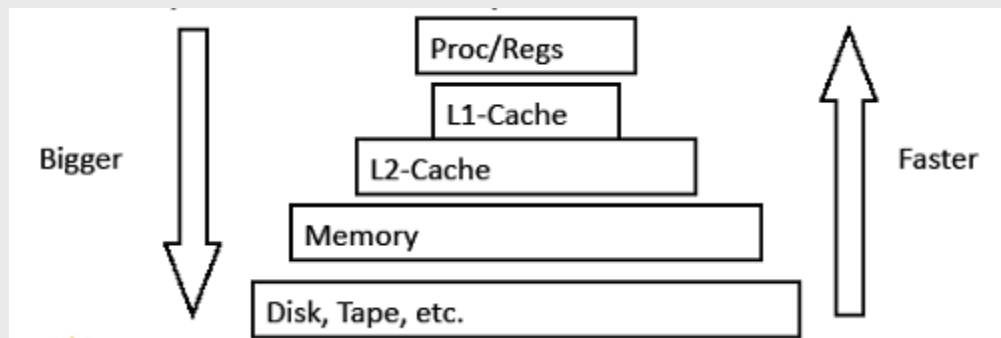 Proc/Regs
L1-Cache
Bigger
Faster
L2-Cache
Memory
Disk, Tape, etc.